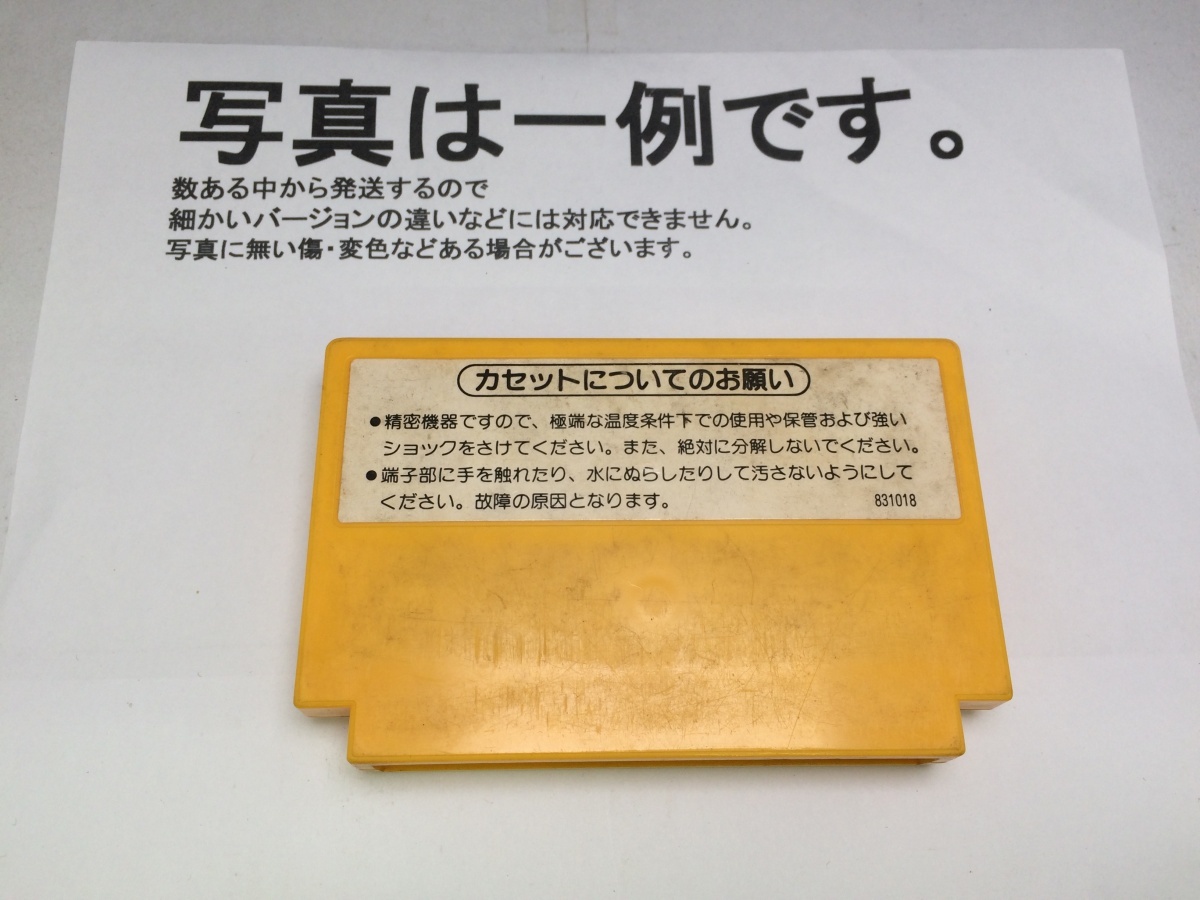 写真は一例です。
数ある中から発送するので
細かいバージョンの違いなどには対応できません。
写真に無い傷・変色などある場合がございます。
カセットについてのお願い
●精密機器ですので、極端な温度条件下での使用や保管および強い
ショックをさけてください。また、絶対に分解しないでください。
●端子部に手を触れたり、水にぬらしたりして汚さないようにして
ください。故障の原因となります。 831018